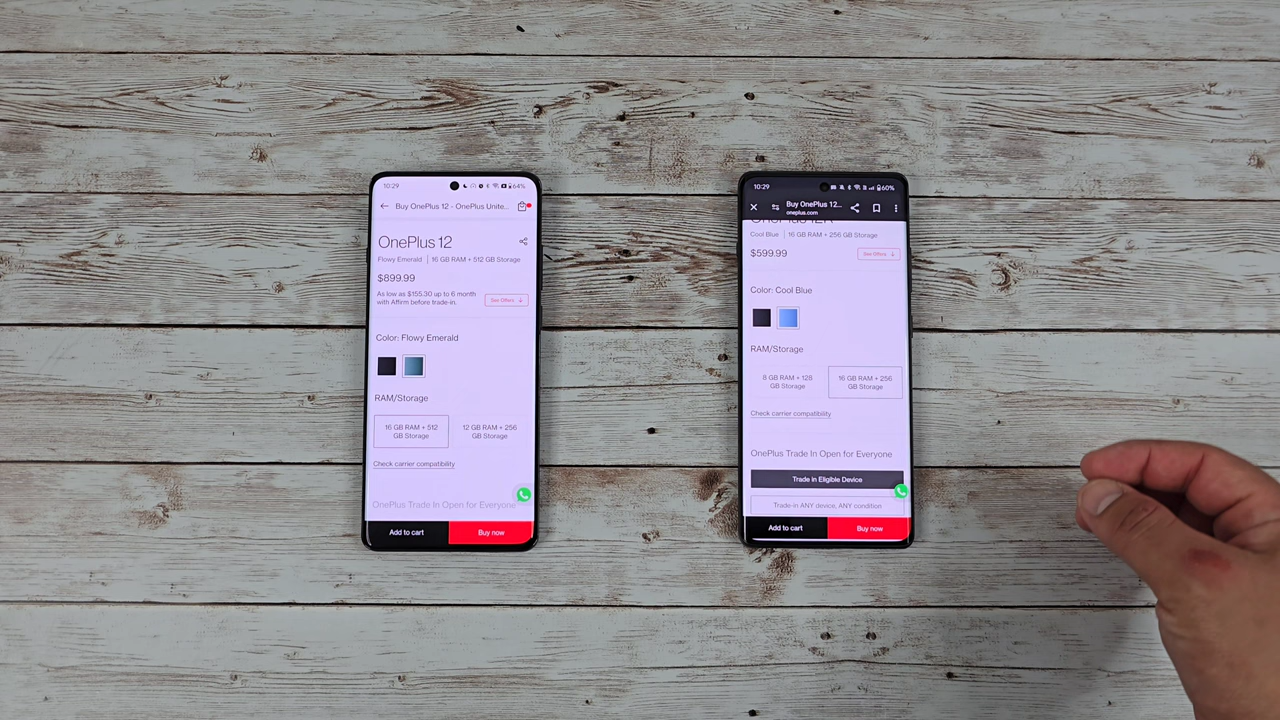 10:29
64%
Buy OnePlus 12 - OnePlus Unite...
OnePlus 12
Flowy Emerald | 16 GB RAM + 512 GB Storage
$899.99
As low as $155.30 up to 6 month
with Affirm before trade-in.
See Offers ↓
Color: Flowy Emerald
RAM/Storage
16 GB RAM + 512
GB Storage
12 GB RAM + 256
GB Storage
Check carrier compatibility
OnePlus Trade In Open for Everyone
Add to cart
Buy now
10:29
60%
Buy OnePlus 12...
oneplus.com
OnePlus 12R
Cool Blue | 16 GB RAM + 256 GB Storage
$599.99
See Offers ↓
Color: Cool Blue
RAM/Storage
8 GB RAM + 128
GB Storage
16 GB RAM + 256
GB Storage
Check carrier compatibility
OnePlus Trade In Open for Everyone
Trade in Eligible Device
Trade-in ANY device, ANY condition
Add to cart
Buy now